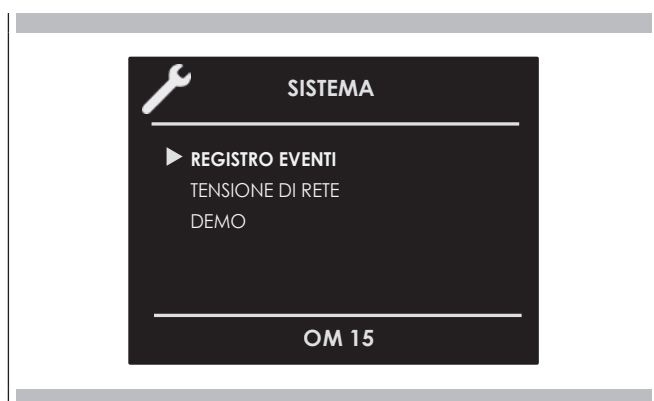 SISTEMA
REGISTRO EVENTI
TENSIONE DI RETE
DEMO
OM 15